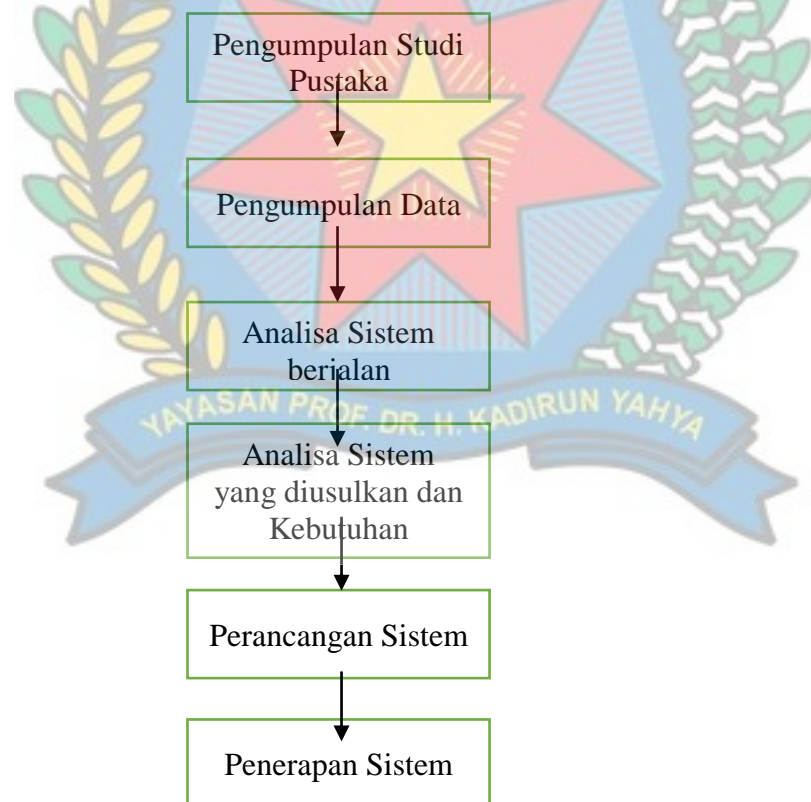 Pengumpulan Studi
Pustaka
Pengumpulan Data
Analisa Sistem
berjalan
YAYASAN PROF. DR. H. KADIRUN YAHYA
Analisa Sistem
yang diusulkan dan
Kebutuhan
Perancangan Sistem
Penerapan Sistem